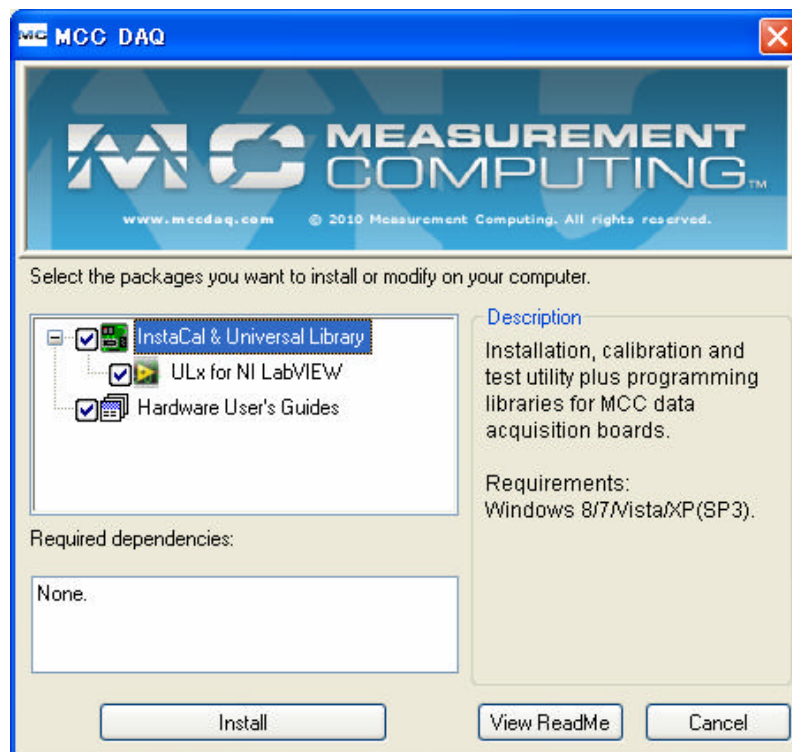 MCC DAQ
MEASUREMENT
COMPUTING™
www.mccdaq.com © 2010 Measurement Computing. All rights reserved.
Select the packages you want to install or modify on your computer.
InstaCal & Universal Library
ULx for NI LabVIEW
Hardware User's Guides
Description
Installation, calibration and
test utility plus programming
libraries for MCC data
acquisition boards.
Requirements:
Windows 8/7/Vista/XP(SP3).
Required dependencies:
None.
Install
View ReadMe
Cancel